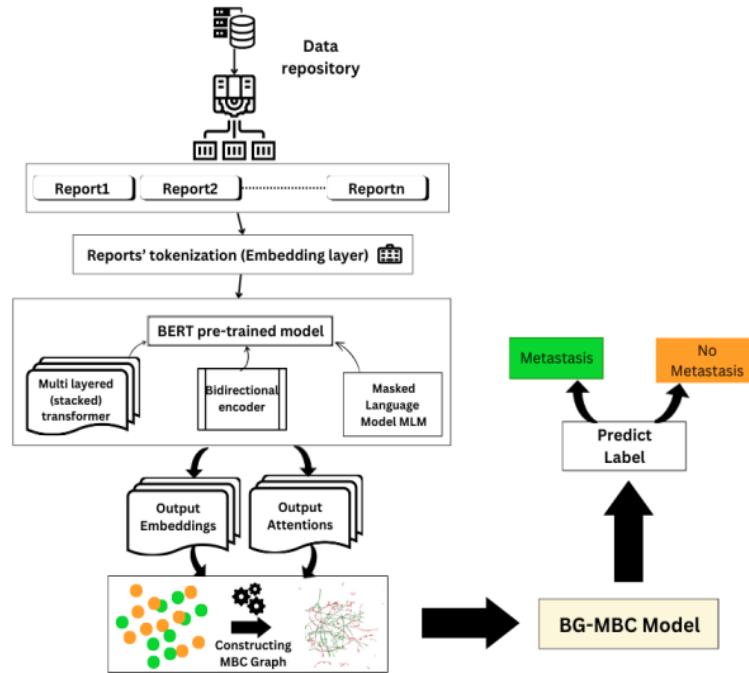 Data
repository
Report1
Report2
Reportn
Reports' tokenization (Embedding layer)
BERT pre-trained model
Multi layered
(stacked)
transformer
Bidirectional
encoder
Masked
Language
Model MLM
Output
Embeddings
Output
Attentions
Constructing
MBC Graph
BG-MBC Model
Predict
Label
Metastasis
No
Metastasis